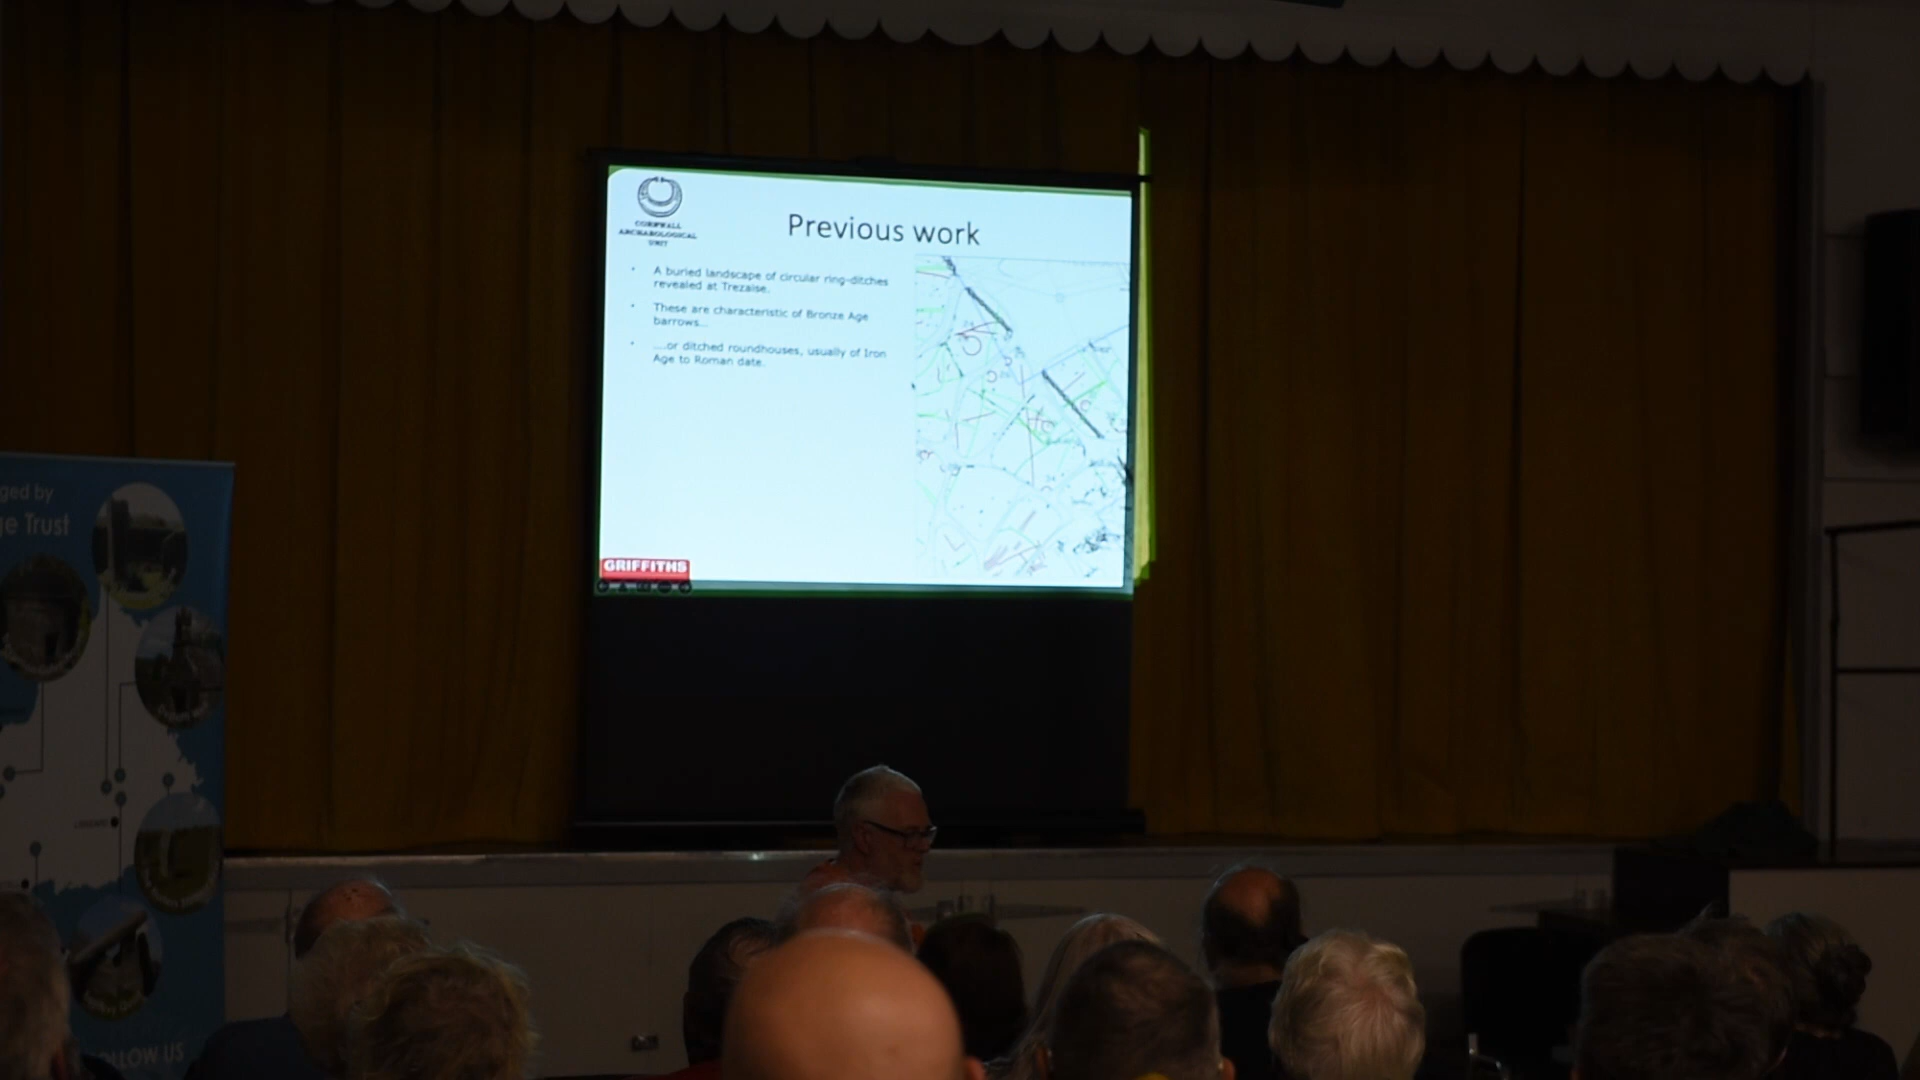 CORNWALL
ARCHAEOLOGICAL
UNIT
Previous work
A buried landscape of circular ring-ditches
revealed at Trezaise.
These are characteristic of Bronze Age
barrows...
....or ditched roundhouses, usually of Iron
Age to Roman date.
GRIFFITHS
ged by
ge Trust
LISKEARD
OLLOW US